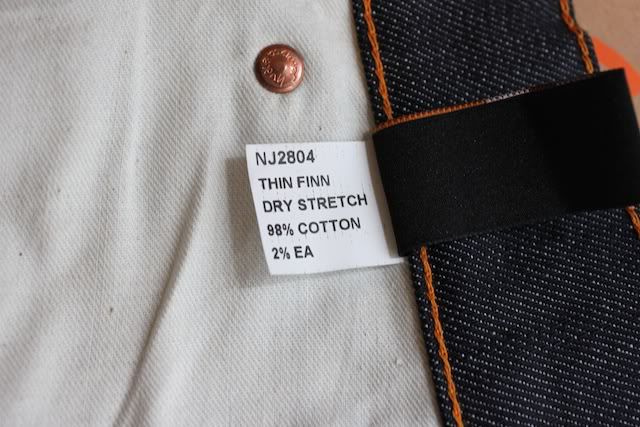 NJ2804
THIN FINN
DRY STRETCH
98% COTTON
2% EA